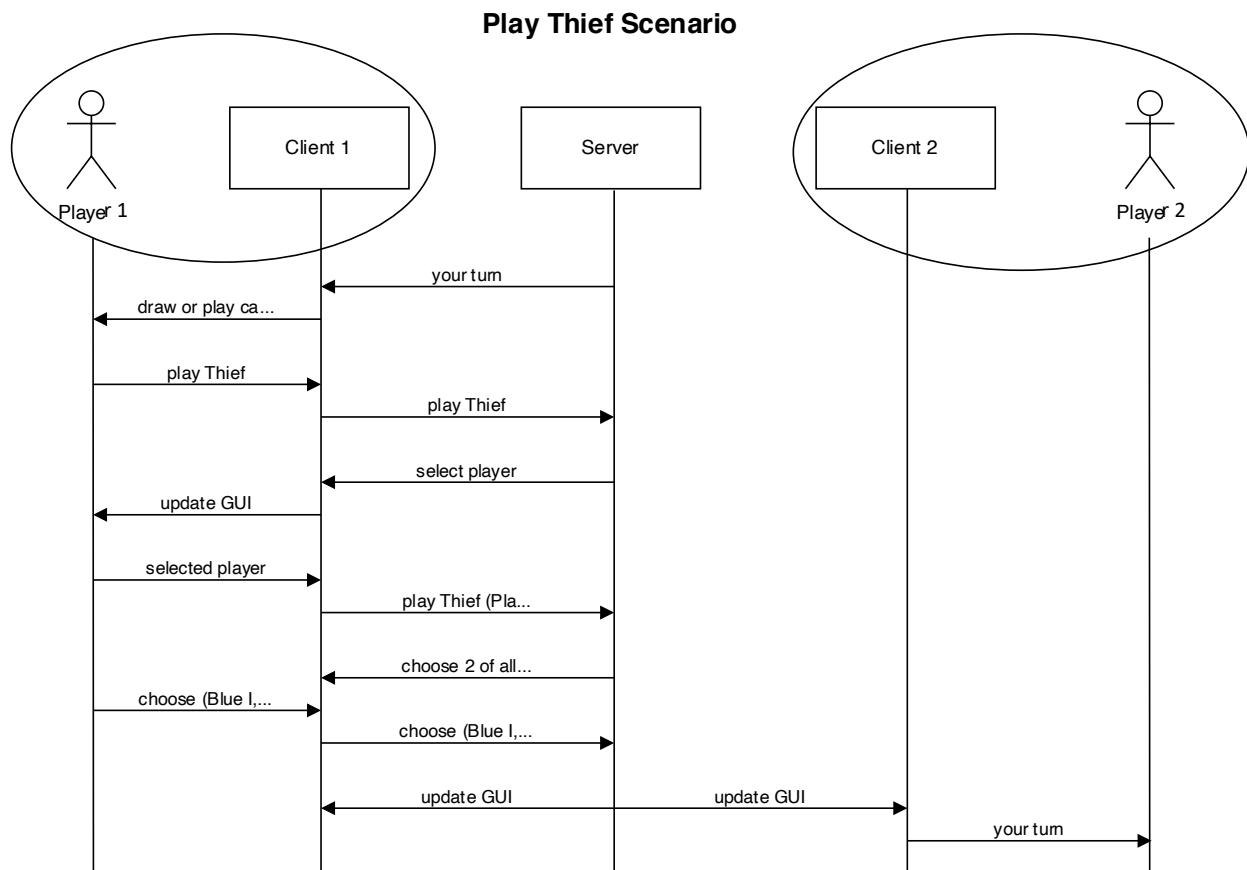 Play Thief Scenario
Client 1
Server
Client 2
Player 1
Player 2
your turn
draw or play ca...
play Thief
play Thief
select player
update GUI
selected player
play Thief (Pla...
choose 2 of all...
choose (Blue I,...
choose (Blue I,...
update GUI
update GUI
your turn